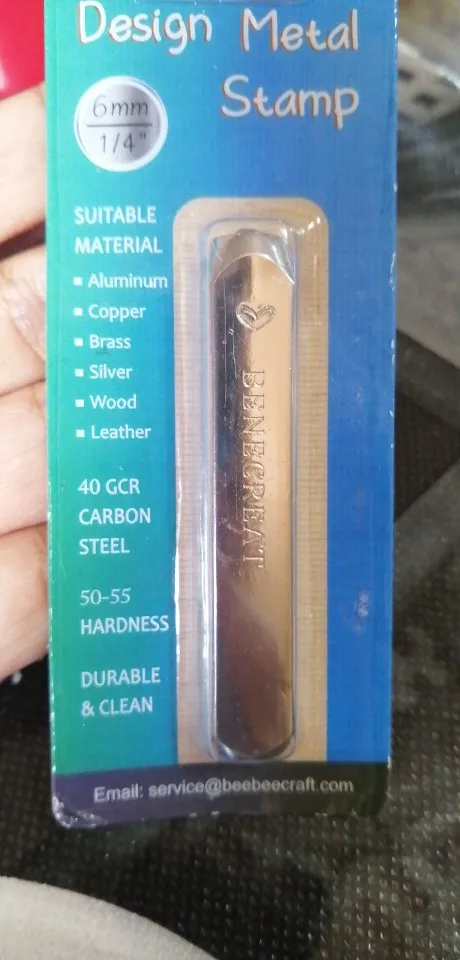 Design Metal
Stamp
6mm
1/4"
SUITABLE
MATERIAL
▪ Aluminum
▪ Copper
▪ Brass
▪ Silver
▪ Wood
▪ Leather
40 GCR
CARBON
STEEL
50-55
HARDNESS
DURABLE
& CLEAN
BENECREAT
Email: service@beebeecraft.com